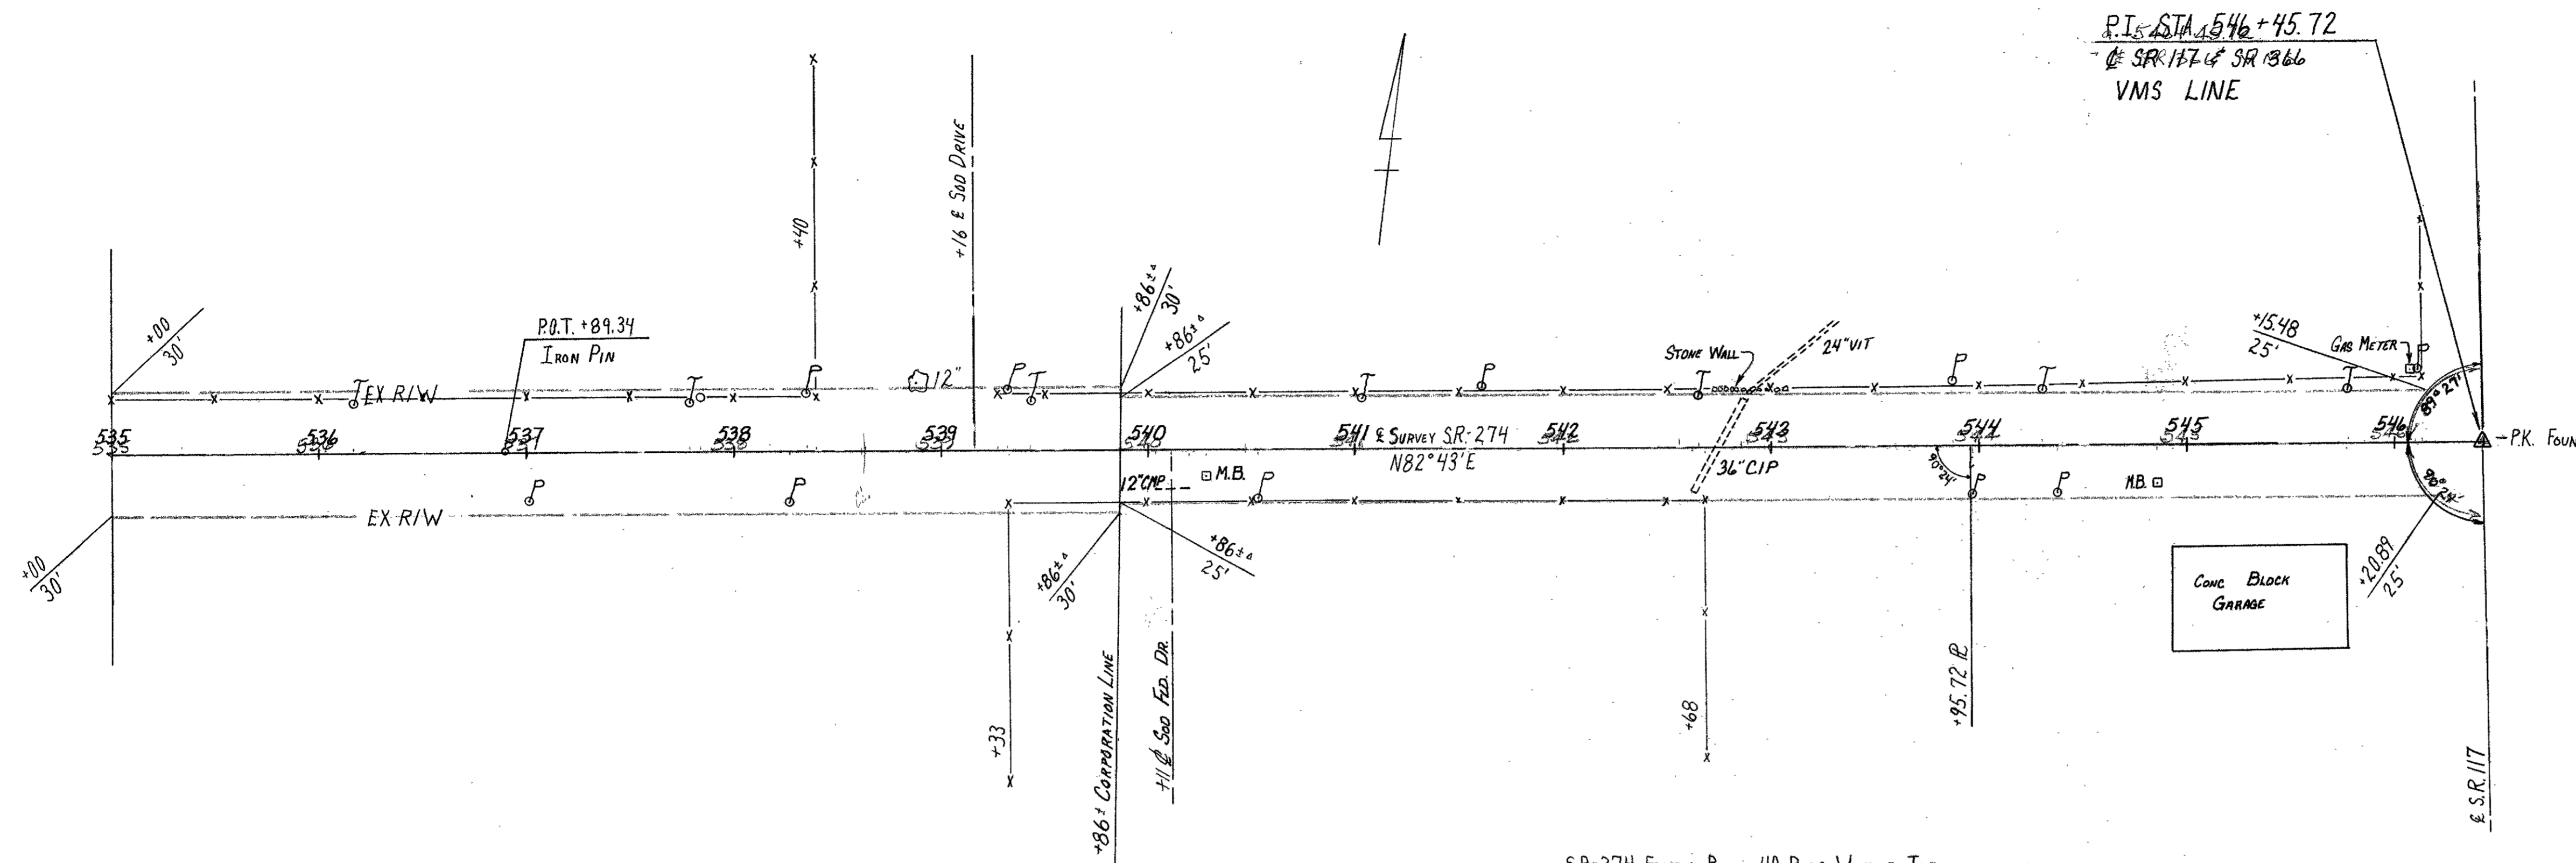 P.I. STA. 546+45.72
℄ SR 117 & SR 366
VMS LINE
+40
+16 ℄ SOD DRIVE
+00
30'
P.O.T. +89.34
IRON PIN
+86±
30'
+86±
25'
STONE WALL
24" VIT
+15.48
25'
GAS METER
P
T
T EX R/W
T
P
12"
P
T
T
P
T
P
T
T
89° 27'
535
536
537
538
539
540
541
℄ SURVEY S.R. 274
542
543
544
545
546
P.K. FOUN
N82°43'E
12" CMP
M.B.
P
36" CIP
90°24'
P
P
M.B.
P
P
EX R/W
+00
30'
+86±
30'
+86±
25'
+20.89
25'
CONC BLOCK
GARAGE
+33
+86± CORPORATION LINE
+11 ℄ SOD FLD. DR.
+68
+95.72 ⅊
℄ S.R. 117